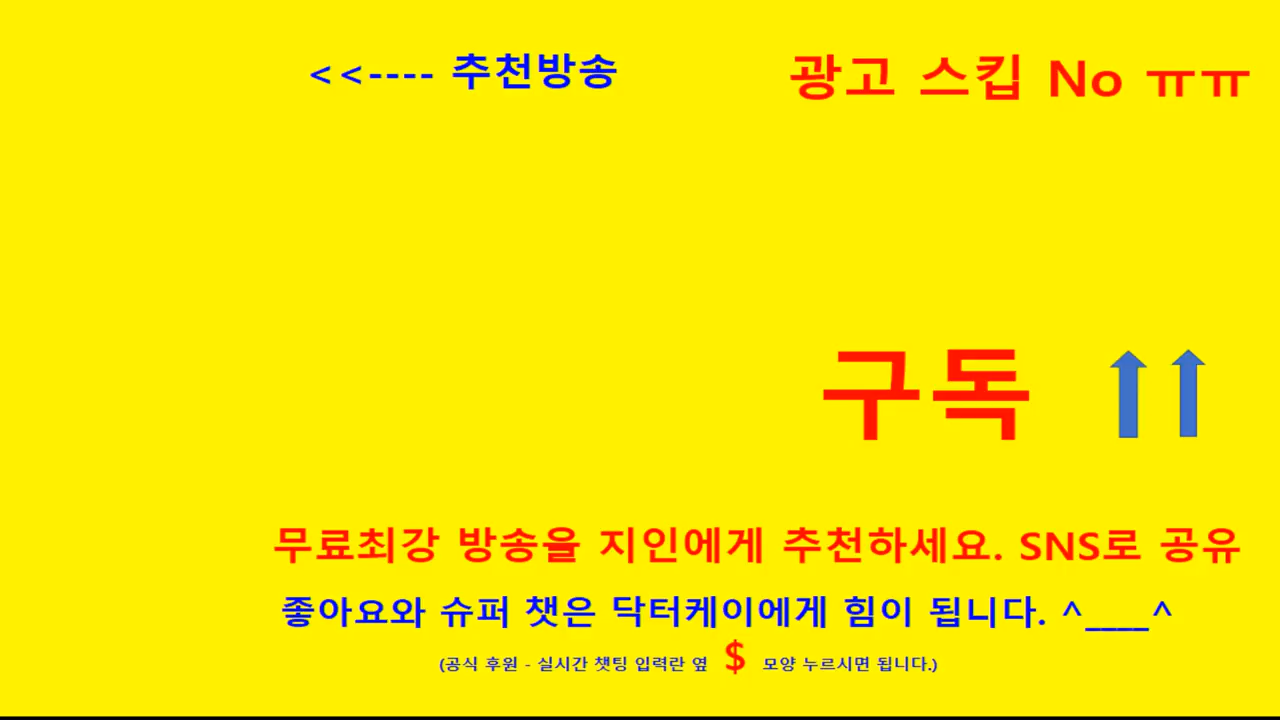 <<---- 추천방송
광고 스킵 No ㅠㅠ
구독
무료최강 방송을 지인에게 추천하세요. SNS로 공유
좋아요와 슈퍼 챗은 닥터케이에게 힘이 됩니다. ^____^
(공식 후원 - 실시간 챗팅 입력란 옆 $ 모양 누르시면 됩니다.)